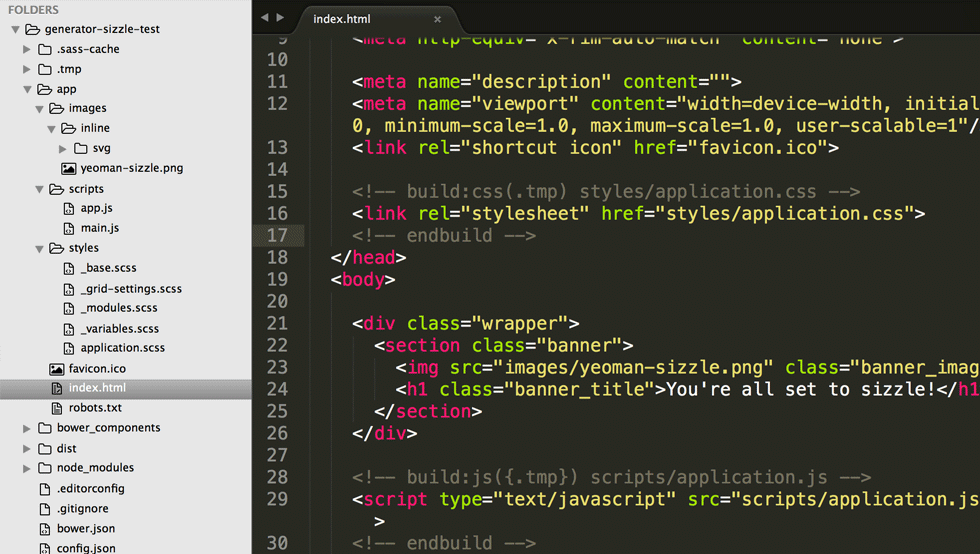 FOLDERS
generator-sizzle-test
.sass-cache
.tmp
app
images
inline
svg
yeoman-sizzle.png
scripts
app.js
main.js
styles
_base.scss
_grid-settings.scss
_modules.scss
_variables.scss
application.scss
favicon.ico
index.html
robots.txt
bower_components
dist
node_modules
.editorconfig
.gitignore
bower.json
config.json
index.html
9 <meta http-equiv="x-rim-auto-match" content="none">
10
11 <meta name="description" content="">
12 <meta name="viewport" content="width=device-width, initial
0, minimum-scale=1.0, maximum-scale=1.0, user-scalable=1"/
13 <link rel="shortcut icon" href="favicon.ico">
14
15 <!-- build:css(.tmp) styles/application.css -->
16 <link rel="stylesheet" href="styles/application.css">
17 <!-- endbuild -->
18 </head>
19 <body>
20
21 <div class="wrapper">
22 <section class="banner">
23 <img src="images/yeoman-sizzle.png" class="banner_imag
24 <h1 class="banner_title">You're all set to sizzle!</h1
25 </section>
26 </div>
27
28 <!-- build:js({.tmp}) scripts/application.js -->
29 <script type="text/javascript" src="scripts/application.js
>
30 <!-- endbuild -->